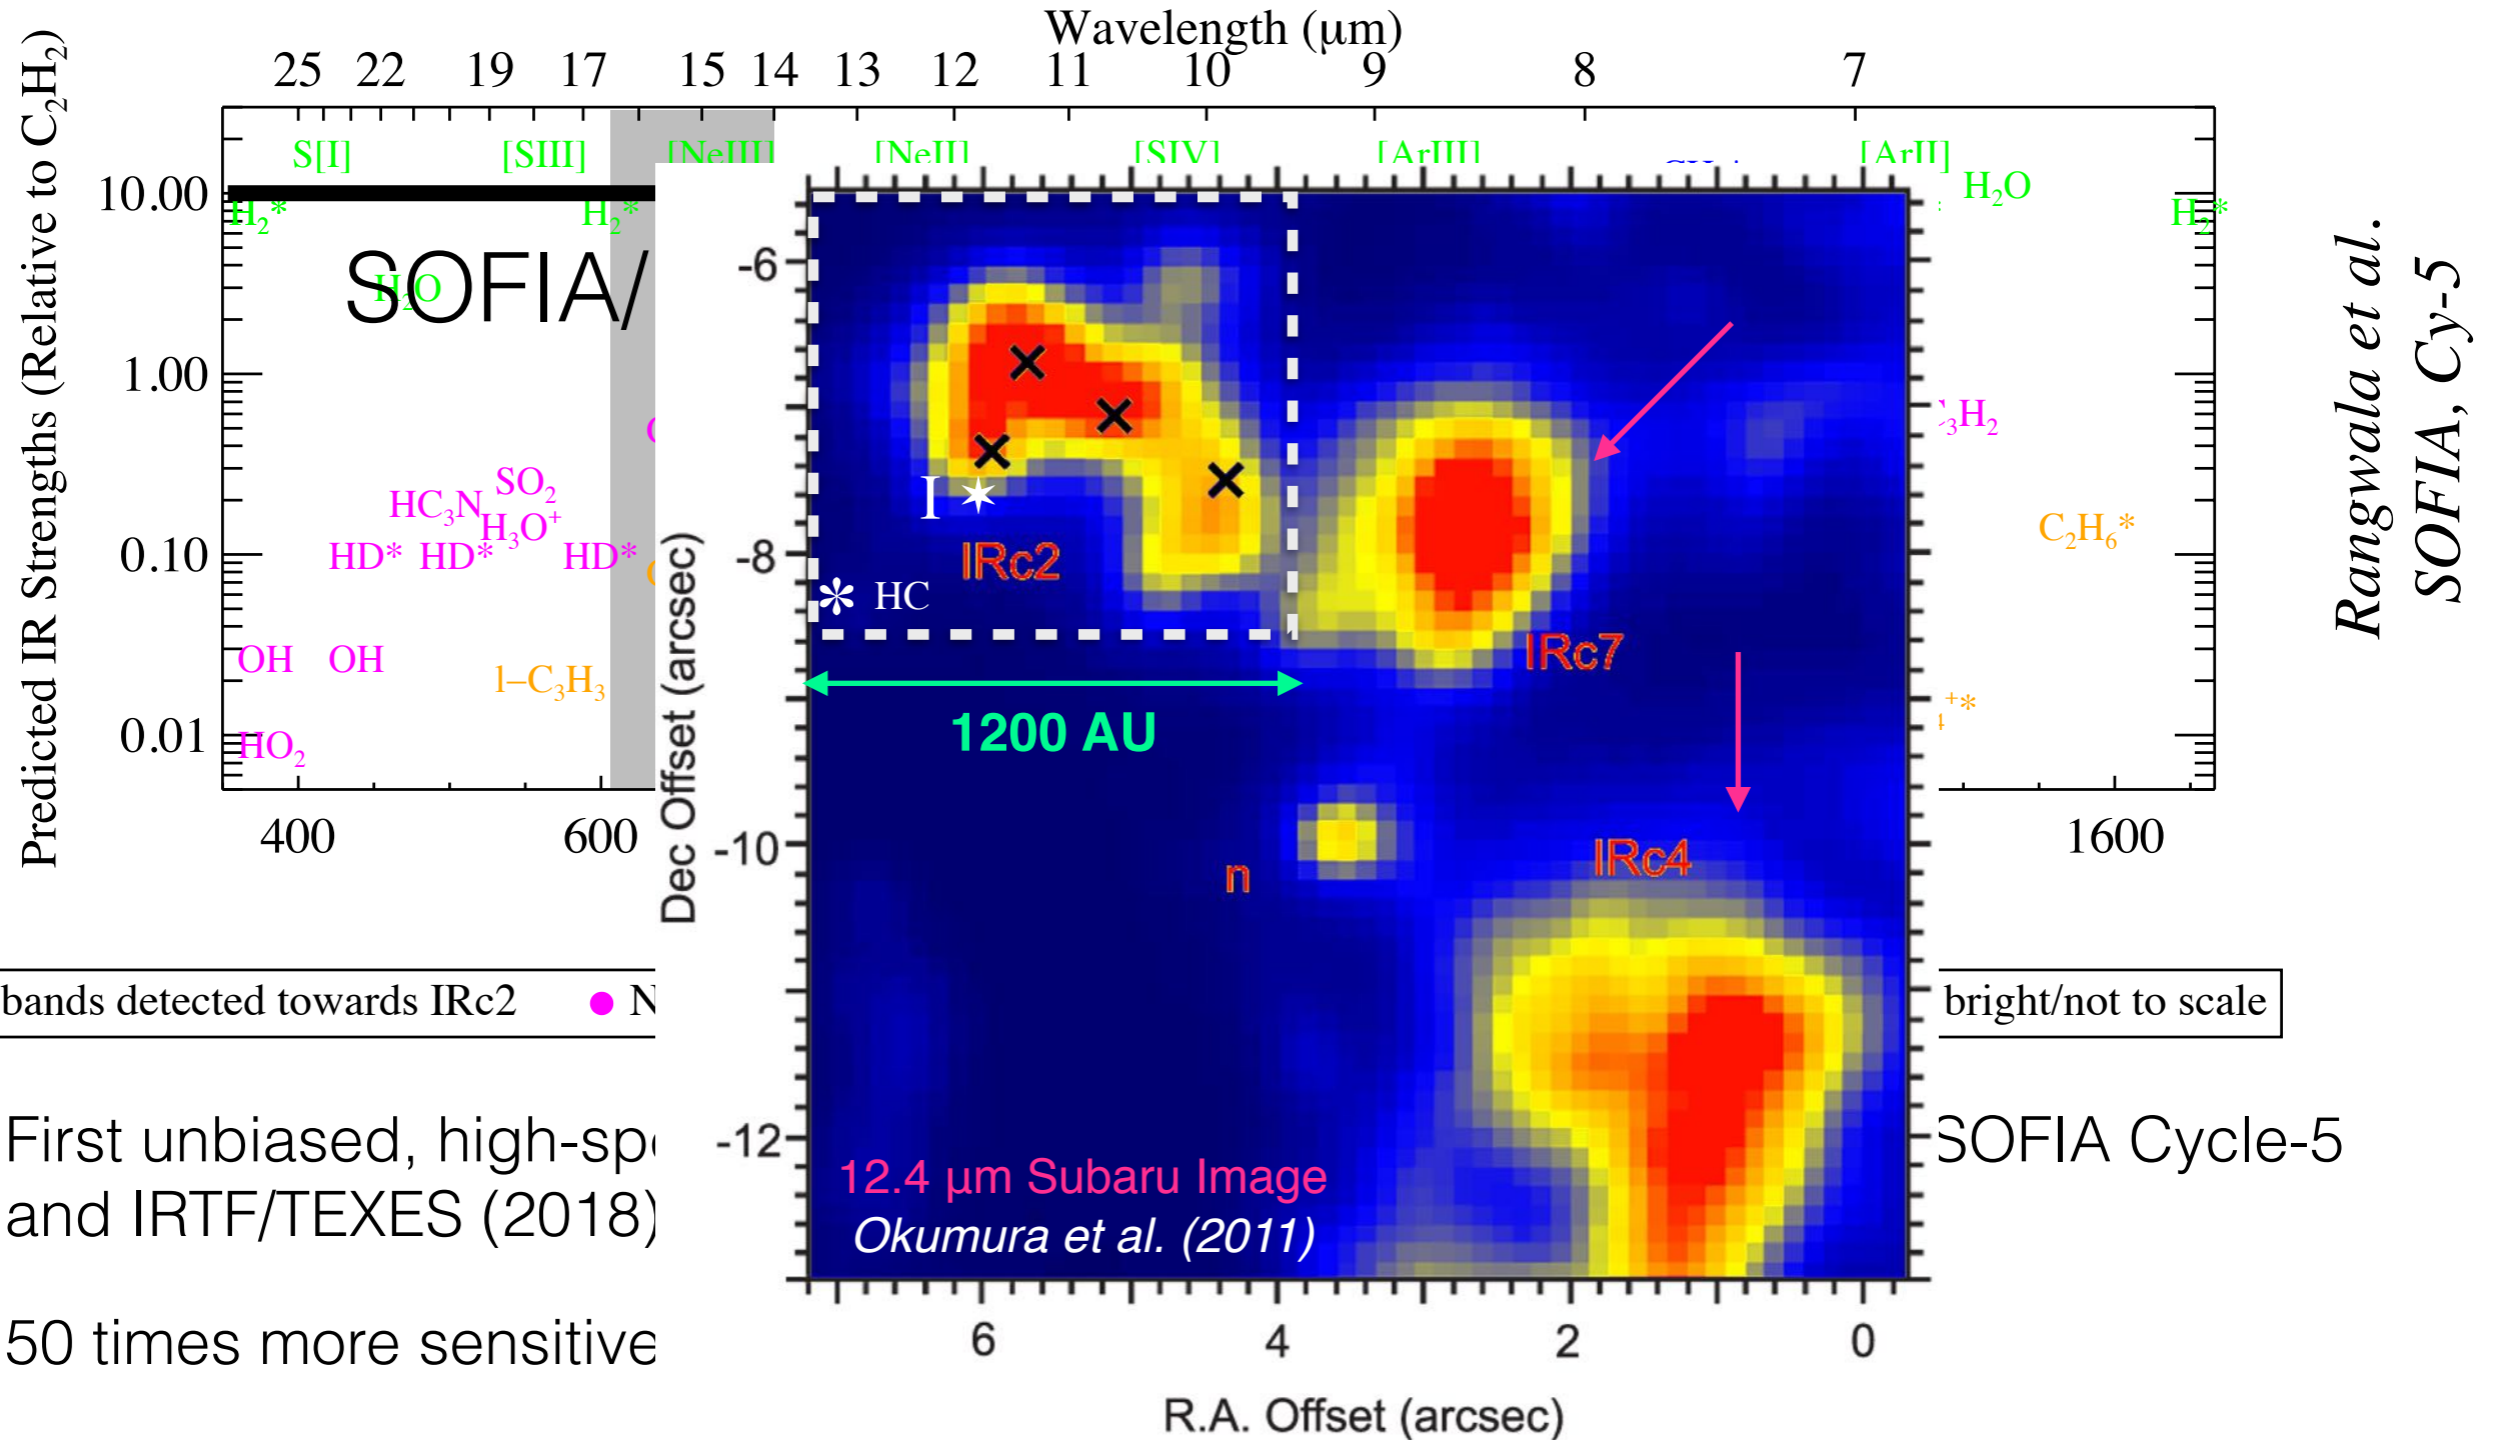 Wavelength (μm)
25 22 19 17 15 14 13 12 11 10 9 8 7
Predicted IR Strengths (Relative to C₂H₂)
S[I] [SIII] [NeIII] [NeII] [SIV] [ArIII] [ArII]
10.00
H₂* H₂* H₂O H₂*
H₂O
SOFIA/
1.00
C₃H₂
HC₃N SO₂
H₃O⁺
C₂H₆*
0.10
HD* HD* HD*
OH OH
l–C₃H₃
0.01
HO₂
400 600 1600
Rangwala et al.
SOFIA, Cy-5
Dec Offset (arcsec)
-6
-8
-10
-12
I
IRc2
HC
IRc7
1200 AU
n
IRc4
12.4 μm Subaru Image
Okumura et al. (2011)
6 4 2 0
R.A. Offset (arcsec)
bands detected towards IRc2 N
bright/not to scale
First unbiased, high-spe
SOFIA Cycle-5
and IRTF/TEXES (2018)
50 times more sensitive